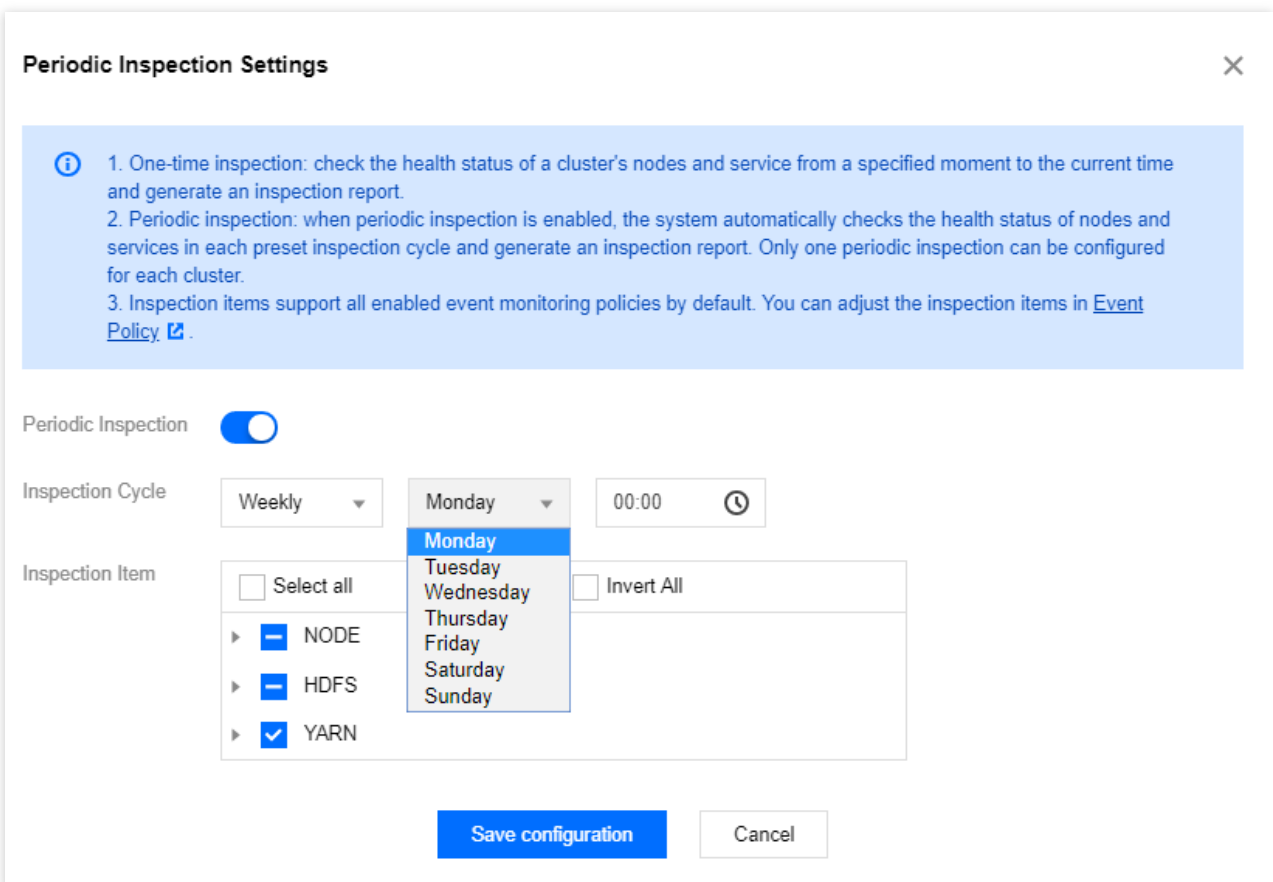 Periodic Inspection Settings
1. One-time inspection: check the health status of a cluster's nodes and service from a specified moment to the current time
and generate an inspection report.
2. Periodic inspection: when periodic inspection is enabled, the system automatically checks the health status of nodes and
services in each preset inspection cycle and generate an inspection report. Only one periodic inspection can be configured
for each cluster.
3. Inspection items support all enabled event monitoring policies by default. You can adjust the inspection items in Event
Policy .
Periodic Inspection
Inspection Cycle
Weekly
Monday
00:00
Monday
Tuesday
Wednesday
Thursday
Friday
Saturday
Sunday
Inspection Item
Select all
Invert All
NODE
HDFS
YARN
Save configuration
Cancel